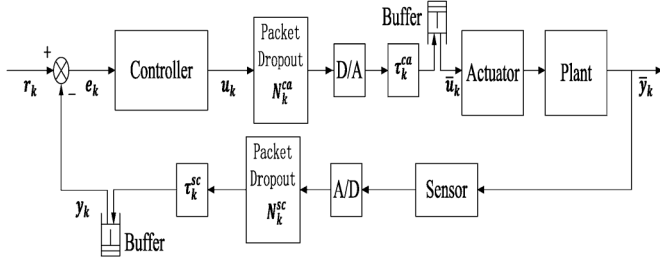 Buffer
Packet
Dropout
N_k^{ca}
Controller
D/A
τ_k^{ca}
Actuator
Plant
+
−
r_k
e_k
u_k
ū_k
ȳ_k
Packet
Dropout
N_k^{sc}
τ_k^{sc}
A/D
Sensor
y_k
Buffer